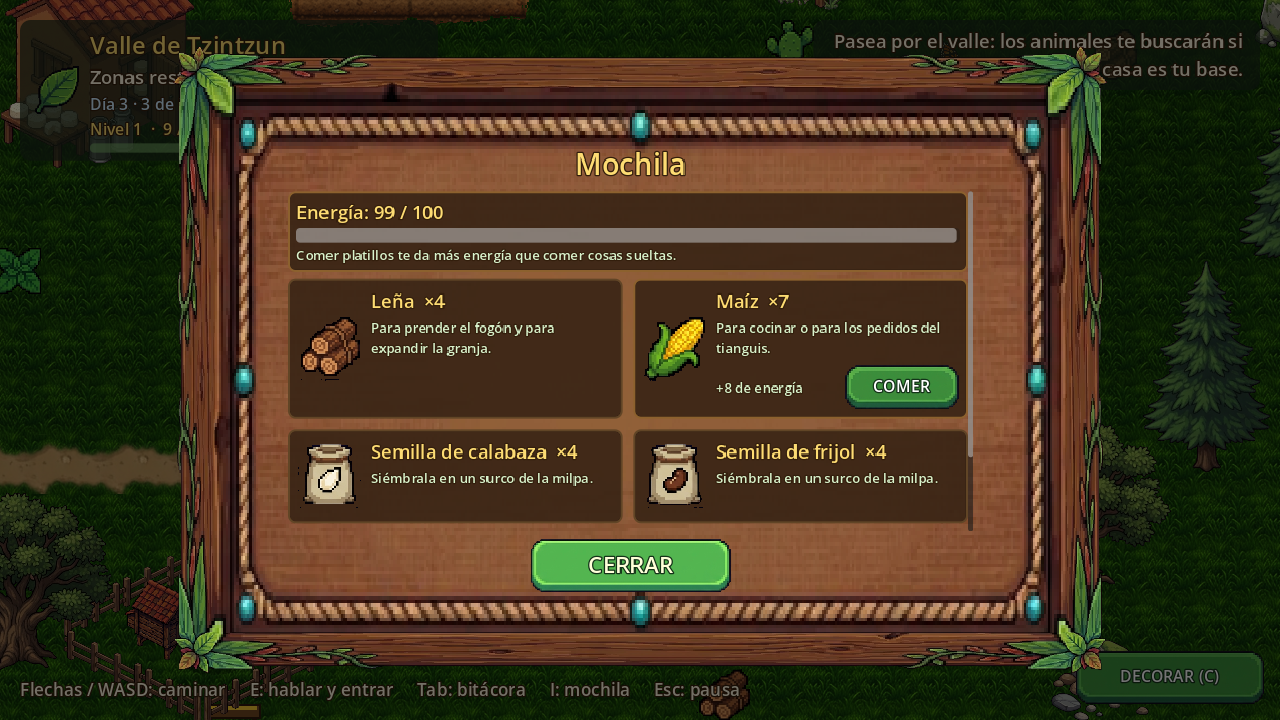 Valle de Tzintzun
Zonas res
Día 3 · 3 de
Nivel 1 · 9 /
Pasea por el valle: los animales te buscarán si
casa es tu base.
Mochila
Energía: 99 / 100
Comer platillos te da más energía que comer cosas sueltas.
Leña ×4
Para prender el fogón y para
expandir la granja.
Maíz ×7
Para cocinar o para los pedidos del
tianguis.
+8 de energía
COMER
Semilla de calabaza ×4
Siémbrala en un surco de la milpa.
Semilla de frijol ×4
Siémbrala en un surco de la milpa.
CERRAR
Flechas / WASD: caminar E: hablar y entrar Tab: bitácora I: mochila Esc: pausa
DECORAR (C)